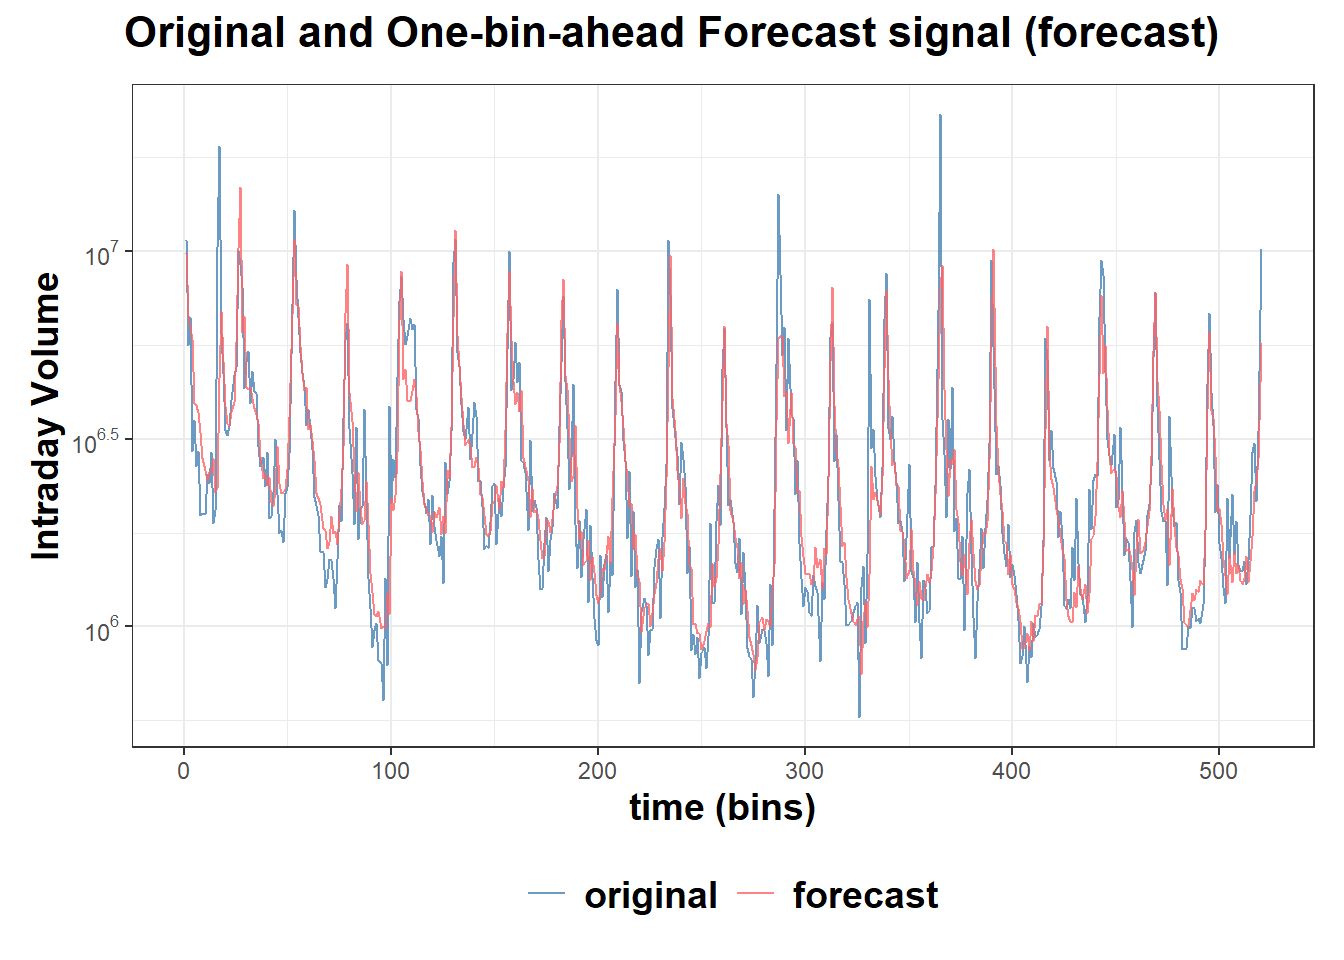 Original and One-bin-ahead Forecast signal (forecast)
Intraday Volume
10^7
10^6.5
10^6
0 100 200 300 400 500
time (bins)
original forecast